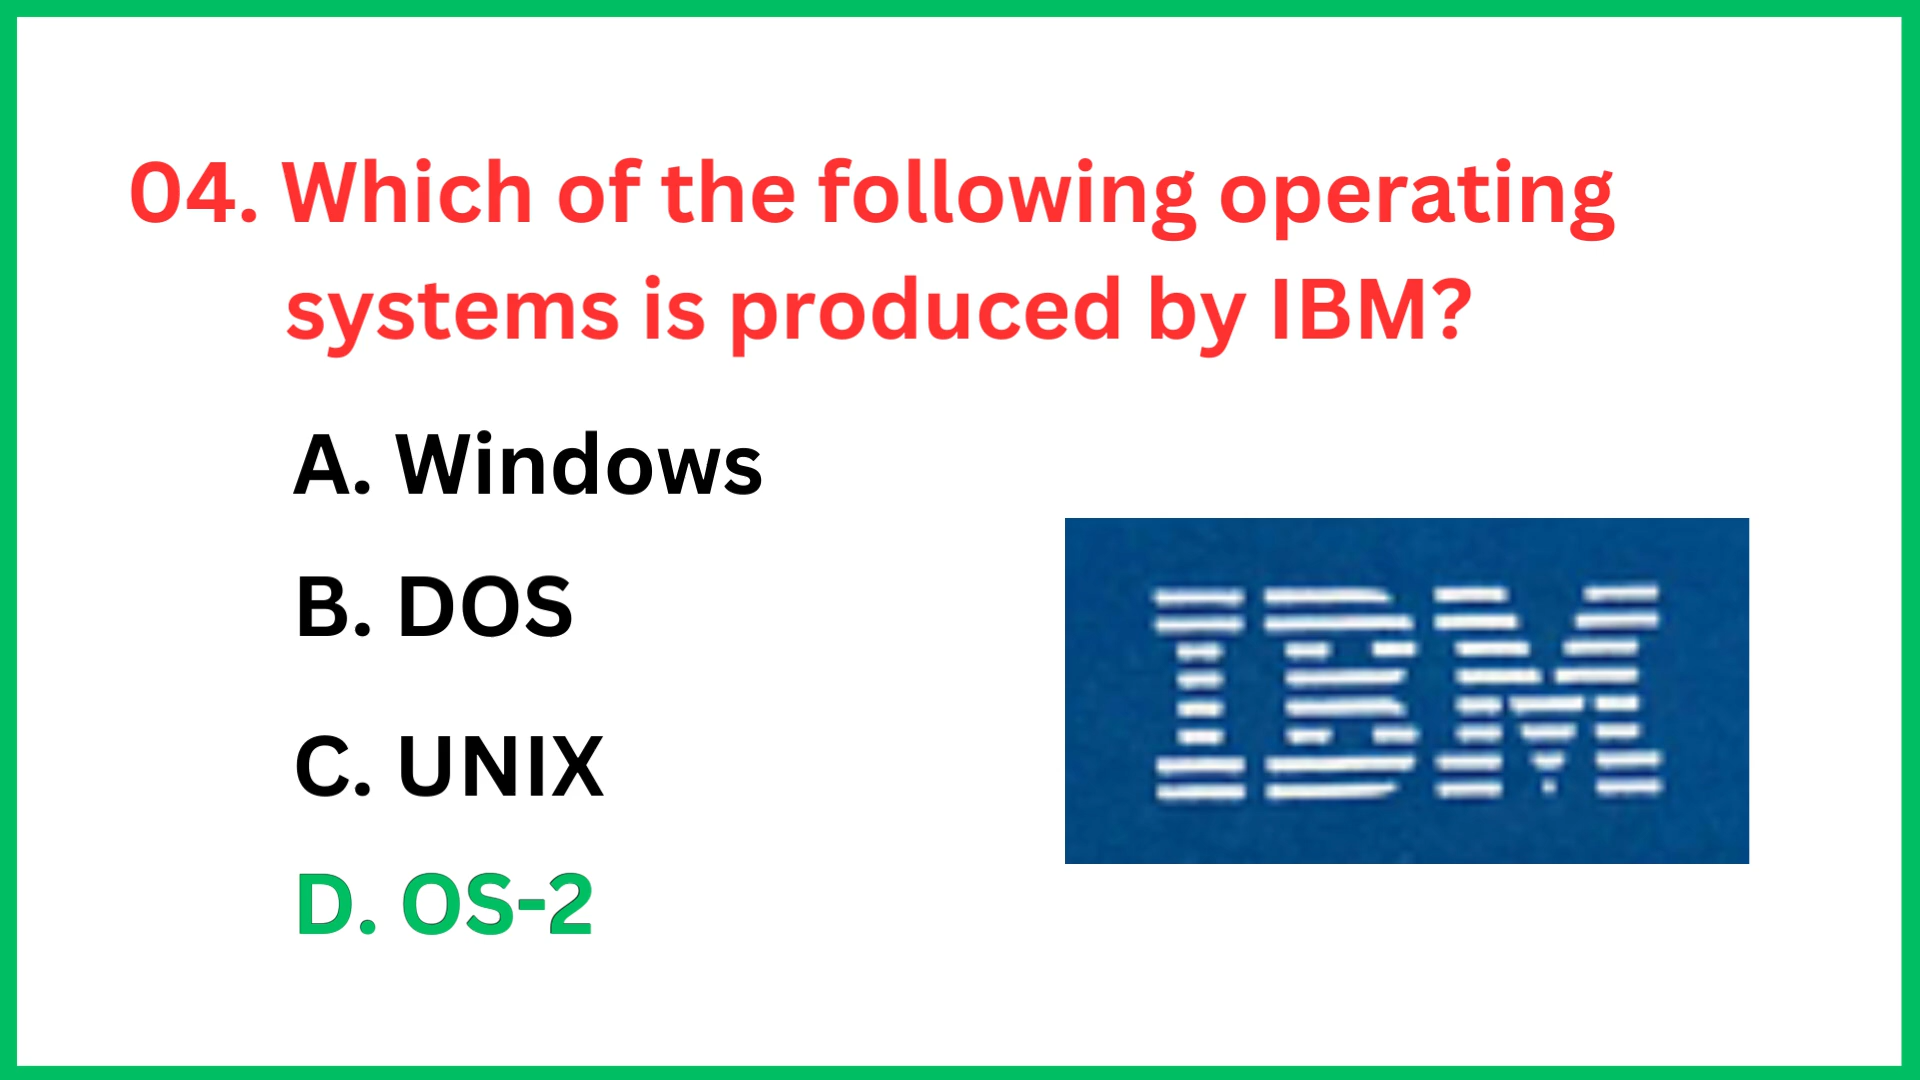 04. Which of the following operating
systems is produced by IBM?
A. Windows
B. DOS
IBM
C. UNIX
D. OS-2